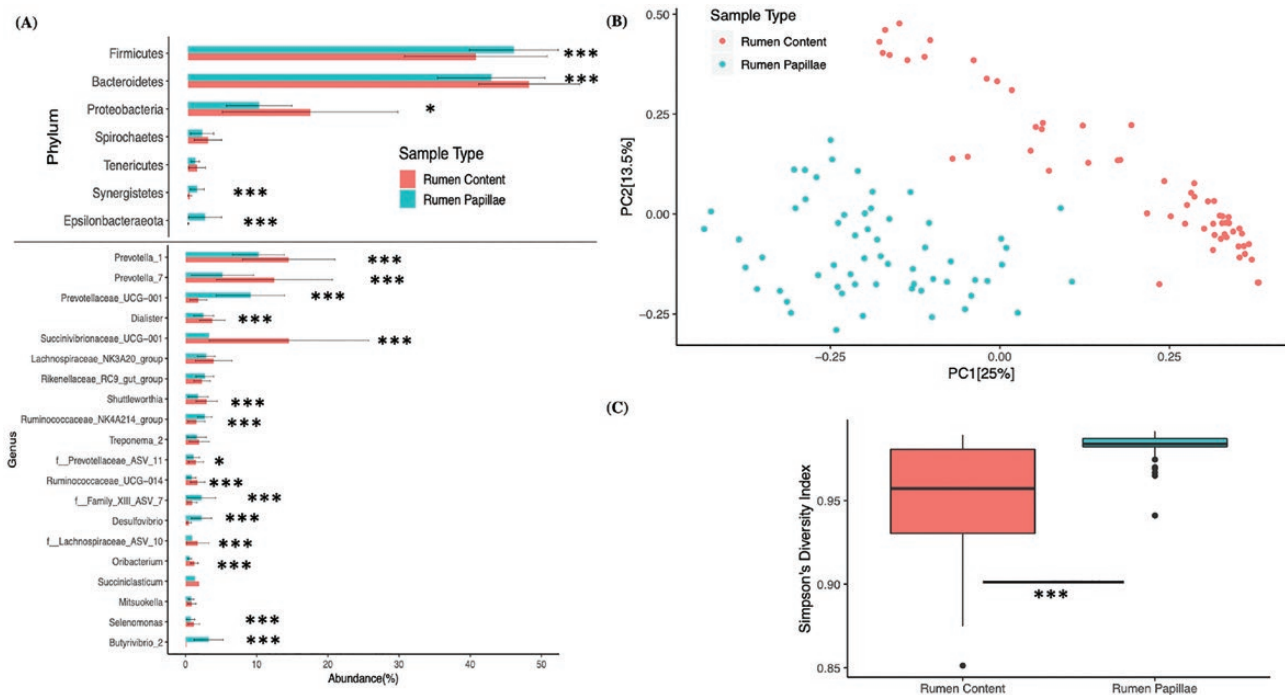 (A)
Phylum
Firmicutes
***
Bacteroidetes
***
Proteobacteria
*
Spirochaetes
Tenericutes
Synergistetes
***
Epsilonbacteraeota
***
Sample Type
Rumen Content
Rumen Papillae
Genus
Prevotella_1
***
Prevotella_7
***
Prevotellaceae_UCG-001
***
Dialister
***
Succinivibrionaceae_UCG-001
***
Lachnospiraceae_NK3A20_group
Rikenellaceae_RC9_gut_group
Shuttleworthia
***
Ruminococcaceae_NK4A214_group
***
Treponema_2
f__Prevotellaceae_ASV_11
*
Ruminococcaceae_UCG-014
***
f__Family_XIII_ASV_7
***
Desulfovibrio
***
f__Lachnospiraceae_ASV_10
***
Oribacterium
***
Succiniclasticum
Mitsuokella
Selenomonas
***
Butyrivibrio_2
***
0 10 20 30 40 50
Abundance(%)
(B)
Sample Type
Rumen Content
Rumen Papillae
PC2[13.5%]
0.50
0.25
0.00
−0.25
−0.25 0.00 0.25
PC1[25%]
(C)
Simpson's Diversity Index
0.95
0.90
0.85
***
Rumen Content Rumen Papillae